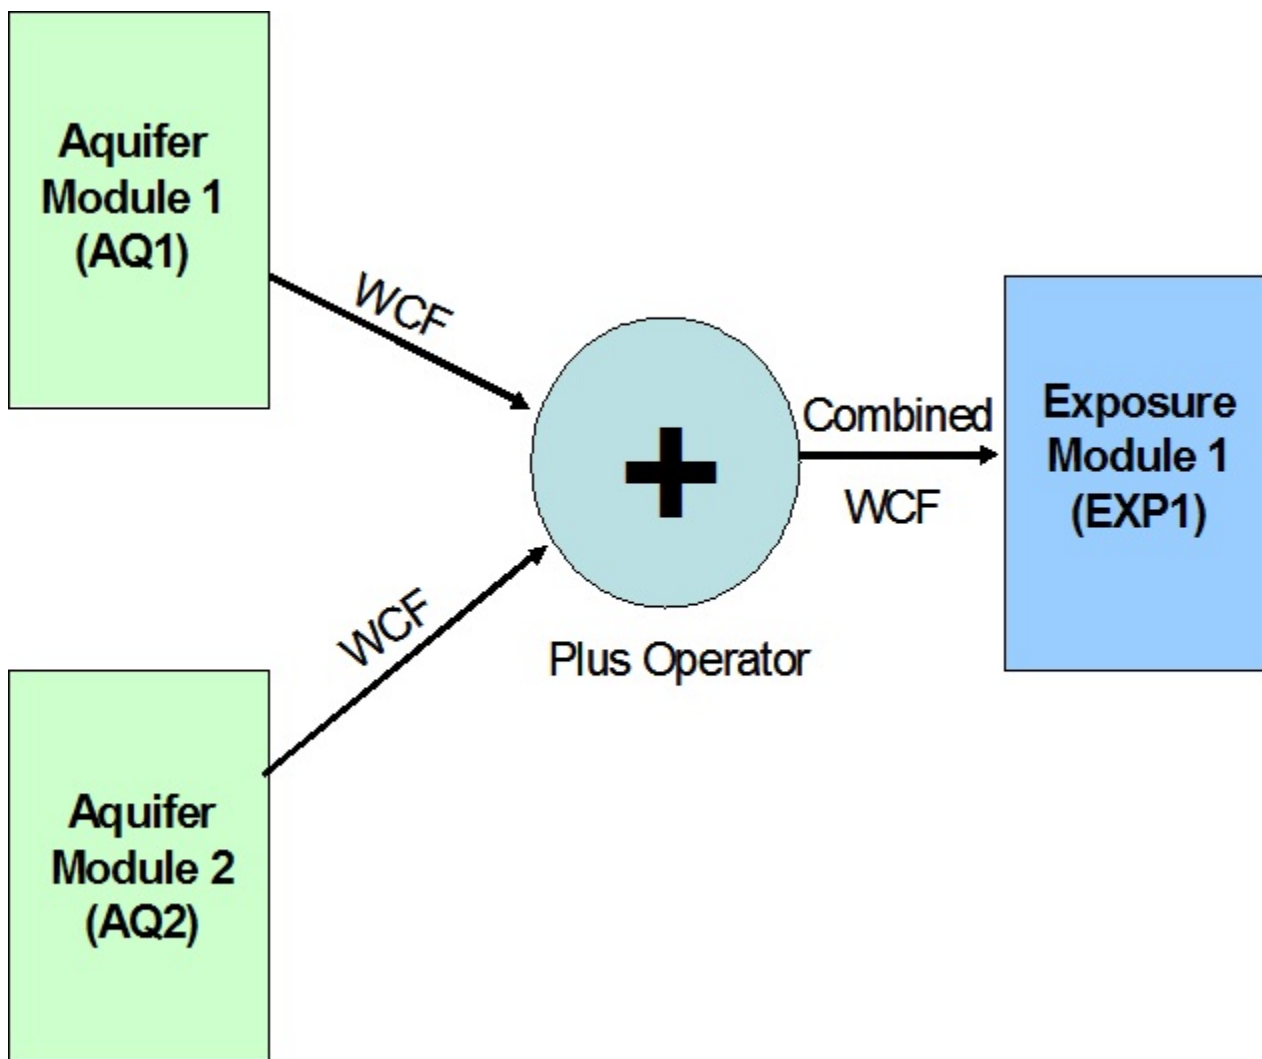 Aquifer
Module 1
(AQ1)
WCF
+
Plus Operator
WCF
Aquifer
Module 2
(AQ2)
Combined
WCF
Exposure
Module 1
(EXP1)